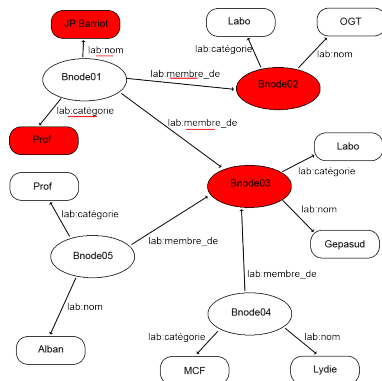 JP Barriot
Labo
OGT
lab:nom
lab:catégorie
lab:nom
Bnode01
lab:membre_de
Bnode02
lab:catégorie
lab:membre_de
Prof
Labo
lab:catégorie
Prof
Bnode03
lab:nom
lab:catégorie
Gepasud
lab:membre_de
Bnode05
lab:membre_de
lab:nom
Bnode04
lab:catégorie
lab:nom
Alban
MCF
Lydie